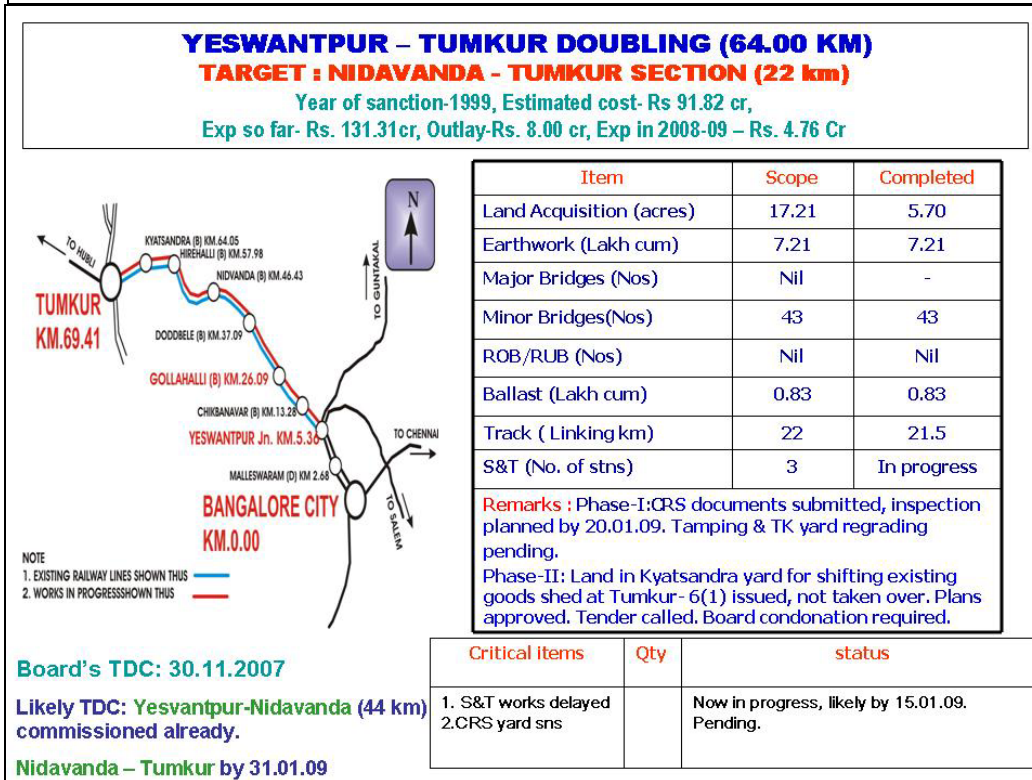 YESWANTPUR – TUMKUR DOUBLING (64.00 KM)
TARGET : NIDAVANDA - TUMKUR SECTION (22 km)
Year of sanction-1999, Estimated cost- Rs 91.82 cr,
Exp so far- Rs. 131.31cr, Outlay-Rs. 8.00 cr, Exp in 2008-09 – Rs. 4.76 Cr
N
TO HUBLI
KYATSANDRA (B) KM.64.05
HIREHALLI (B) KM.57.98
NIDVANDA (B) KM.46.43
TO GUNTAKAL
TUMKUR
KM.69.41
DODDBELE (B) KM.37.09
GOLLAHALLI (B) KM.26.09
CHIKBANAVAR (B) KM.13.28
YESWANTPUR Jn. KM.5.36
TO CHENNAI
MALLESWARAM (D) KM 2.68
BANGALORE CITY
KM.0.00
TO SALEM
NOTE
1. EXISTING RAILWAY LINES SHOWN THUS
2. WORKS IN PROGRESSSHOWN THUS
Item Scope Completed
Land Acquisition (acres) 17.21 5.70
Earthwork (Lakh cum) 7.21 7.21
Major Bridges (Nos) Nil -
Minor Bridges(Nos) 43 43
ROB/RUB (Nos) Nil Nil
Ballast (Lakh cum) 0.83 0.83
Track ( Linking km) 22 21.5
S&T (No. of stns) 3 In progress
Remarks : Phase-I:CRS documents submitted, inspection
planned by 20.01.09. Tamping & TK yard regrading
pending.
Phase-II: Land in Kyatsandra yard for shifting existing
goods shed at Tumkur- 6(1) issued, not taken over. Plans
approved. Tender called. Board condonation required.
Board's TDC: 30.11.2007
Likely TDC: Yesvantpur-Nidavanda (44 km)
commissioned already.
Nidavanda – Tumkur by 31.01.09
Critical items Qty status
1. S&T works delayed Now in progress, likely by 15.01.09.
2.CRS yard sns Pending.